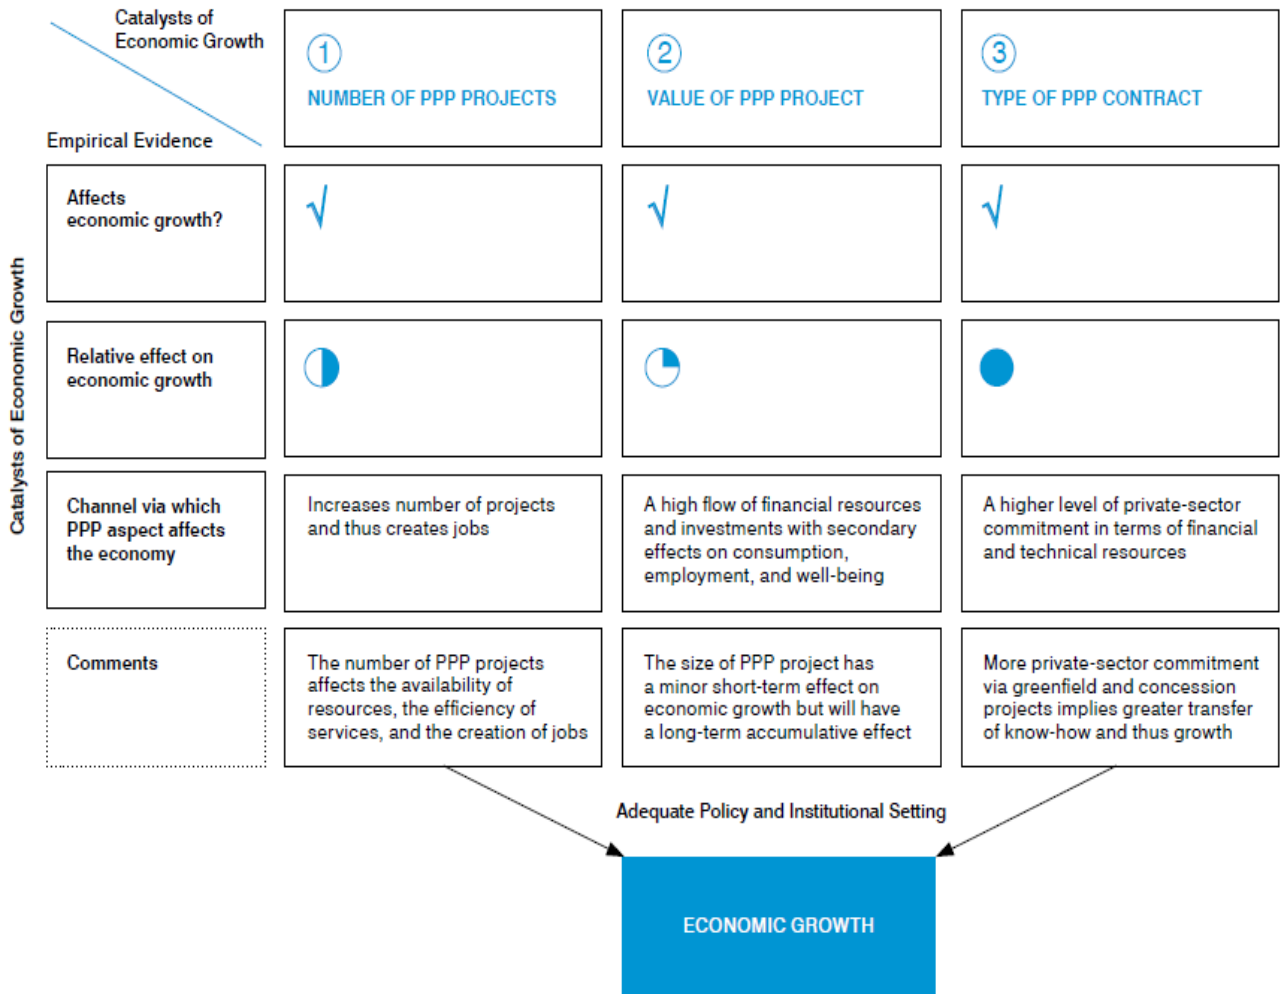 Catalysts of
Economic Growth
Empirical Evidence
1
NUMBER OF PPP PROJECTS
2
VALUE OF PPP PROJECT
3
TYPE OF PPP CONTRACT
Catalysts of Economic Growth
Affects
economic growth?
√
√
√
Relative effect on
economic growth
Channel via which
PPP aspect affects
the economy
Increases number of projects
and thus creates jobs
A high flow of financial resources
and investments with secondary
effects on consumption,
employment, and well-being
A higher level of private-sector
commitment in terms of financial
and technical resources
Comments
The number of PPP projects
affects the availability of
resources, the efficiency of
services, and the creation of jobs
The size of PPP project has
a minor short-term effect on
economic growth but will have
a long-term accumulative effect
More private-sector commitment
via greenfield and concession
projects implies greater transfer
of know-how and thus growth
Adequate Policy and Institutional Setting
ECONOMIC GROWTH